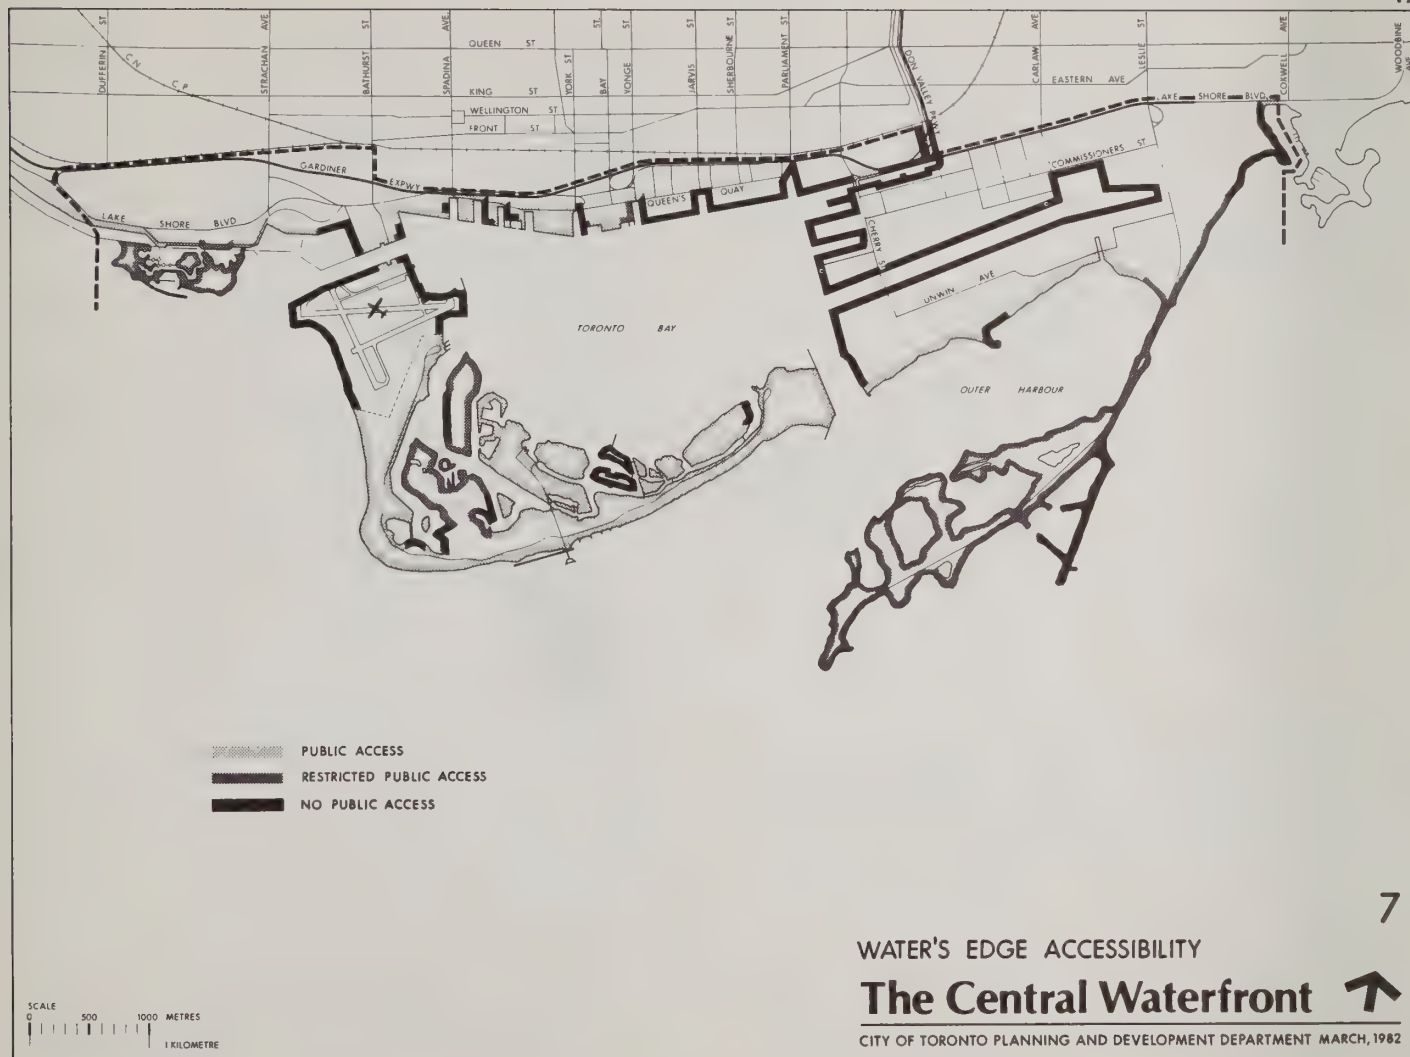 DUFFERIN ST
STRACHAN AVE
BATHURST ST
SPADINA AVE
YORK ST
BAY ST.
YONGE ST
JARVIS ST
SHERBOURNE ST
PARLIAMENT ST
DON VALLEY PKWY
CARLAW AVE
LESLIE ST
COXWELL AVE
WOODBINE AVE
CN
CP
QUEEN ST
KING ST
WELLINGTON ST
FRONT ST
EASTERN AVE
LAKE SHORE BLVD.
COMMISSIONERS ST
GARDINER EXPWY
QUEEN'S QUAY
LAKE SHORE BLVD
CHERRY ST
UNWIN AVE
TORONTO BAY
OUTER HARBOUR
PUBLIC ACCESS
RESTRICTED PUBLIC ACCESS
NO PUBLIC ACCESS
7
WATER'S EDGE ACCESSIBILITY
The Central Waterfront
CITY OF TORONTO PLANNING AND DEVELOPMENT DEPARTMENT MARCH, 1982
SCALE
0 500 1000 METRES
1 KILOMETRE